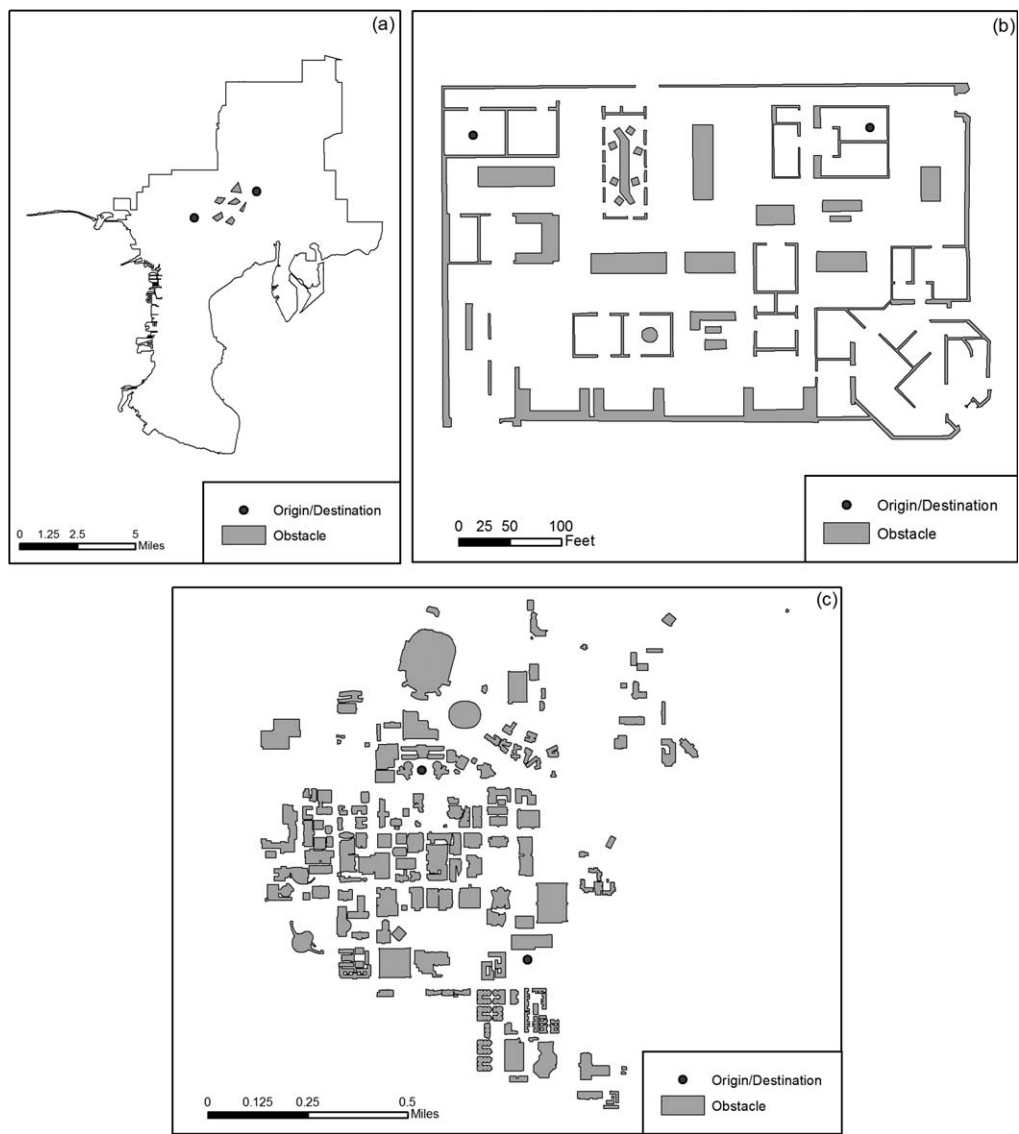 (a)
Origin/Destination
Obstacle
0 1.25 2.5 5
Miles
(b)
Origin/Destination
Obstacle
0 25 50 100
Feet
(c)
Origin/Destination
Obstacle
0 0.125 0.25 0.5
Miles